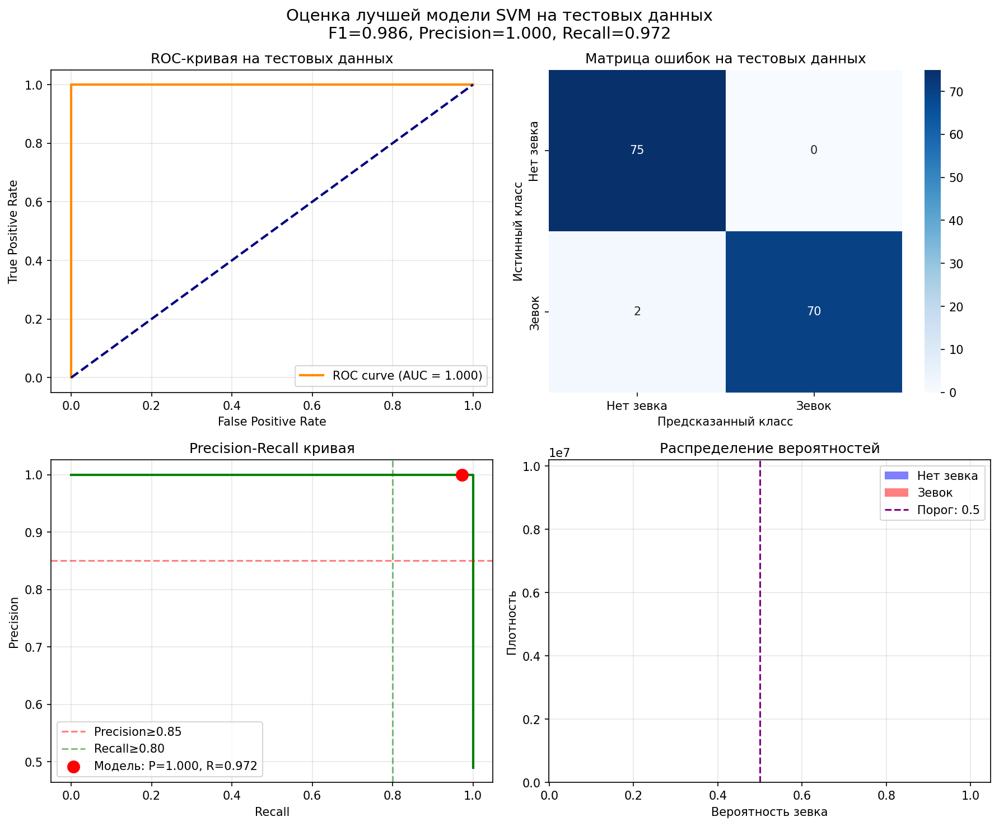 Оценка лучшей модели SVM на тестовых данных
F1=0.986, Precision=1.000, Recall=0.972
ROC-кривая на тестовых данных
1.0
0.8
0.6
0.4
0.2
0.0
True Positive Rate
ROC curve (AUC = 1.000)
0.0 0.2 0.4 0.6 0.8 1.0
False Positive Rate
Матрица ошибок на тестовых данных
Истинный класс
Нет зевка
Зевок
75 0
2 70
Нет зевка Зевок
Предсказанный класс
70
60
50
40
30
20
10
0
Precision-Recall кривая
1.0
0.9
0.8
0.7
0.6
0.5
Precision
Precision≥0.85
Recall≥0.80
Модель: P=1.000, R=0.972
0.0 0.2 0.4 0.6 0.8 1.0
Recall
Распределение вероятностей
1e7
1.0
0.8
0.6
0.4
0.2
0.0
Плотность
Нет зевка
Зевок
Порог: 0.5
0.0 0.2 0.4 0.6 0.8 1.0
Вероятность зевка